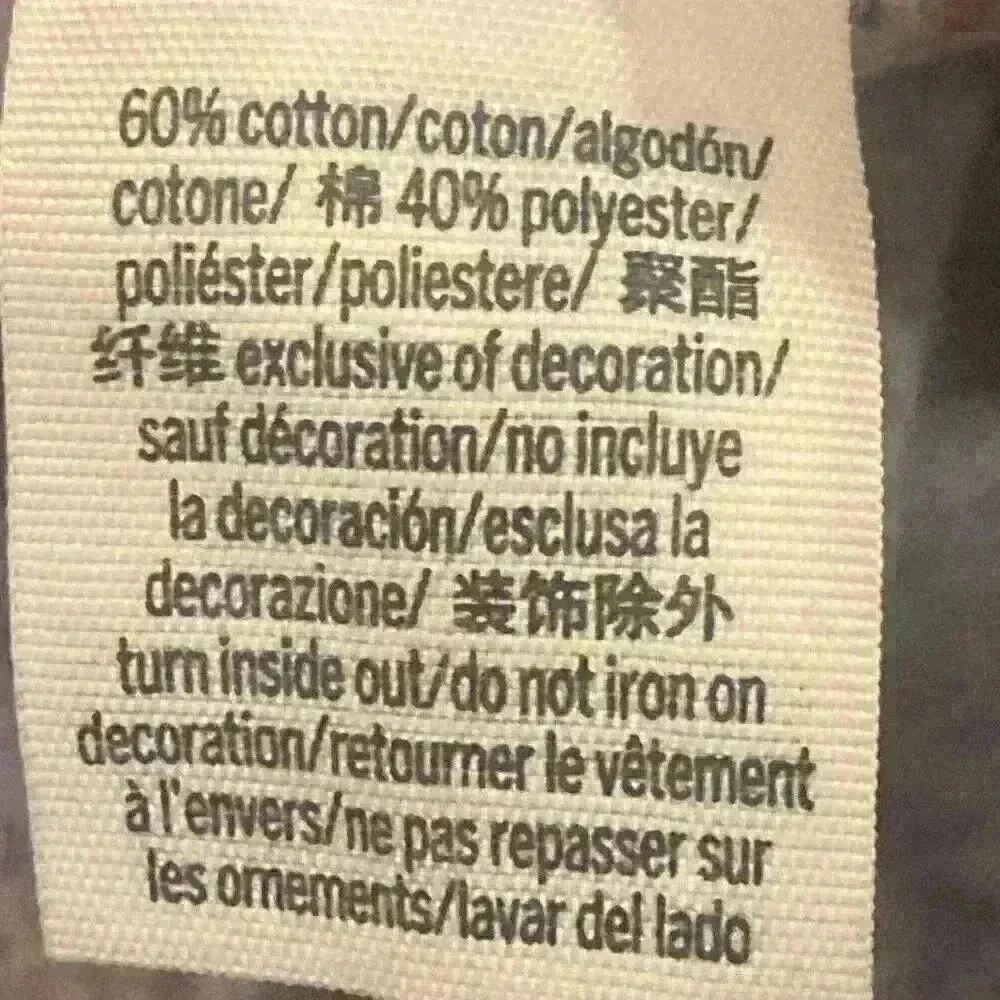 60% cotton/coton/algodón/
cotone/ 棉 40% polyester/
poliéster/poliestere/ 聚酯
纤维 exclusive of decoration/
sauf décoration/no incluye
la decoración/esclusa la
decorazione/ 装饰除外
turn inside out/do not iron on
decoration/retourner le vêtement
à l'envers/ne pas repasser sur
les ornements/lavar del lado